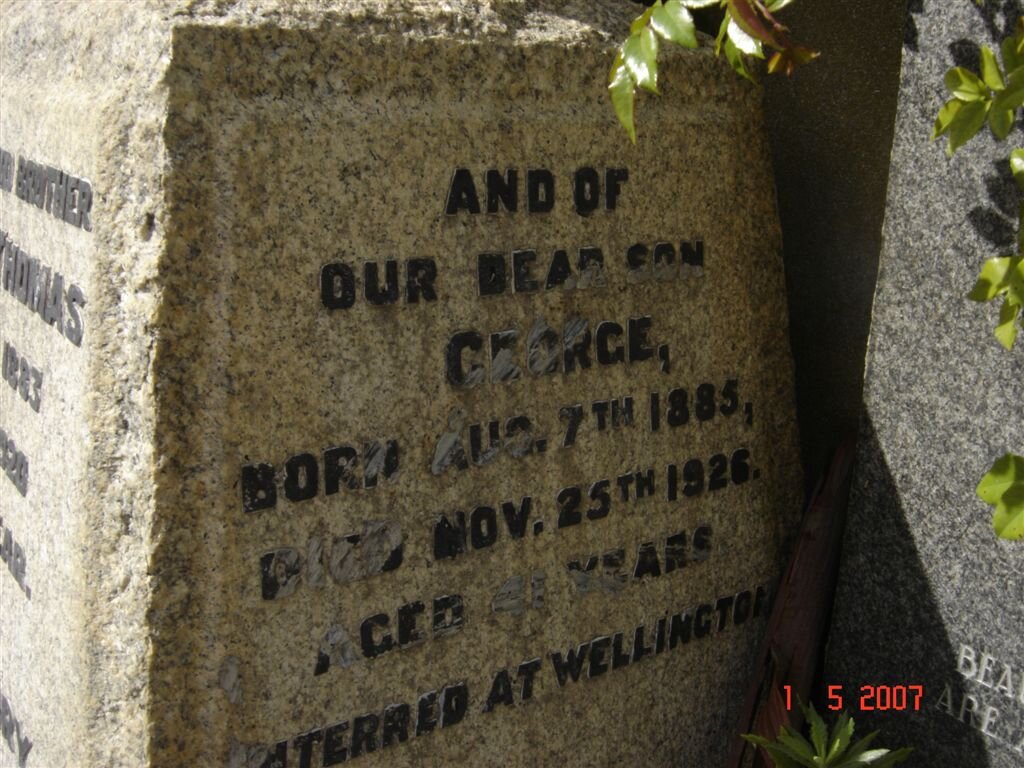 BROTHER
THOMAS
1883
AND OF
OUR DEAR SON
GEORGE,
BORN AUG. 7TH 1885,
DIED NOV. 25TH 1926.
AGED 41 YEARS
INTERRED AT WELLINGTON
1 5 2007